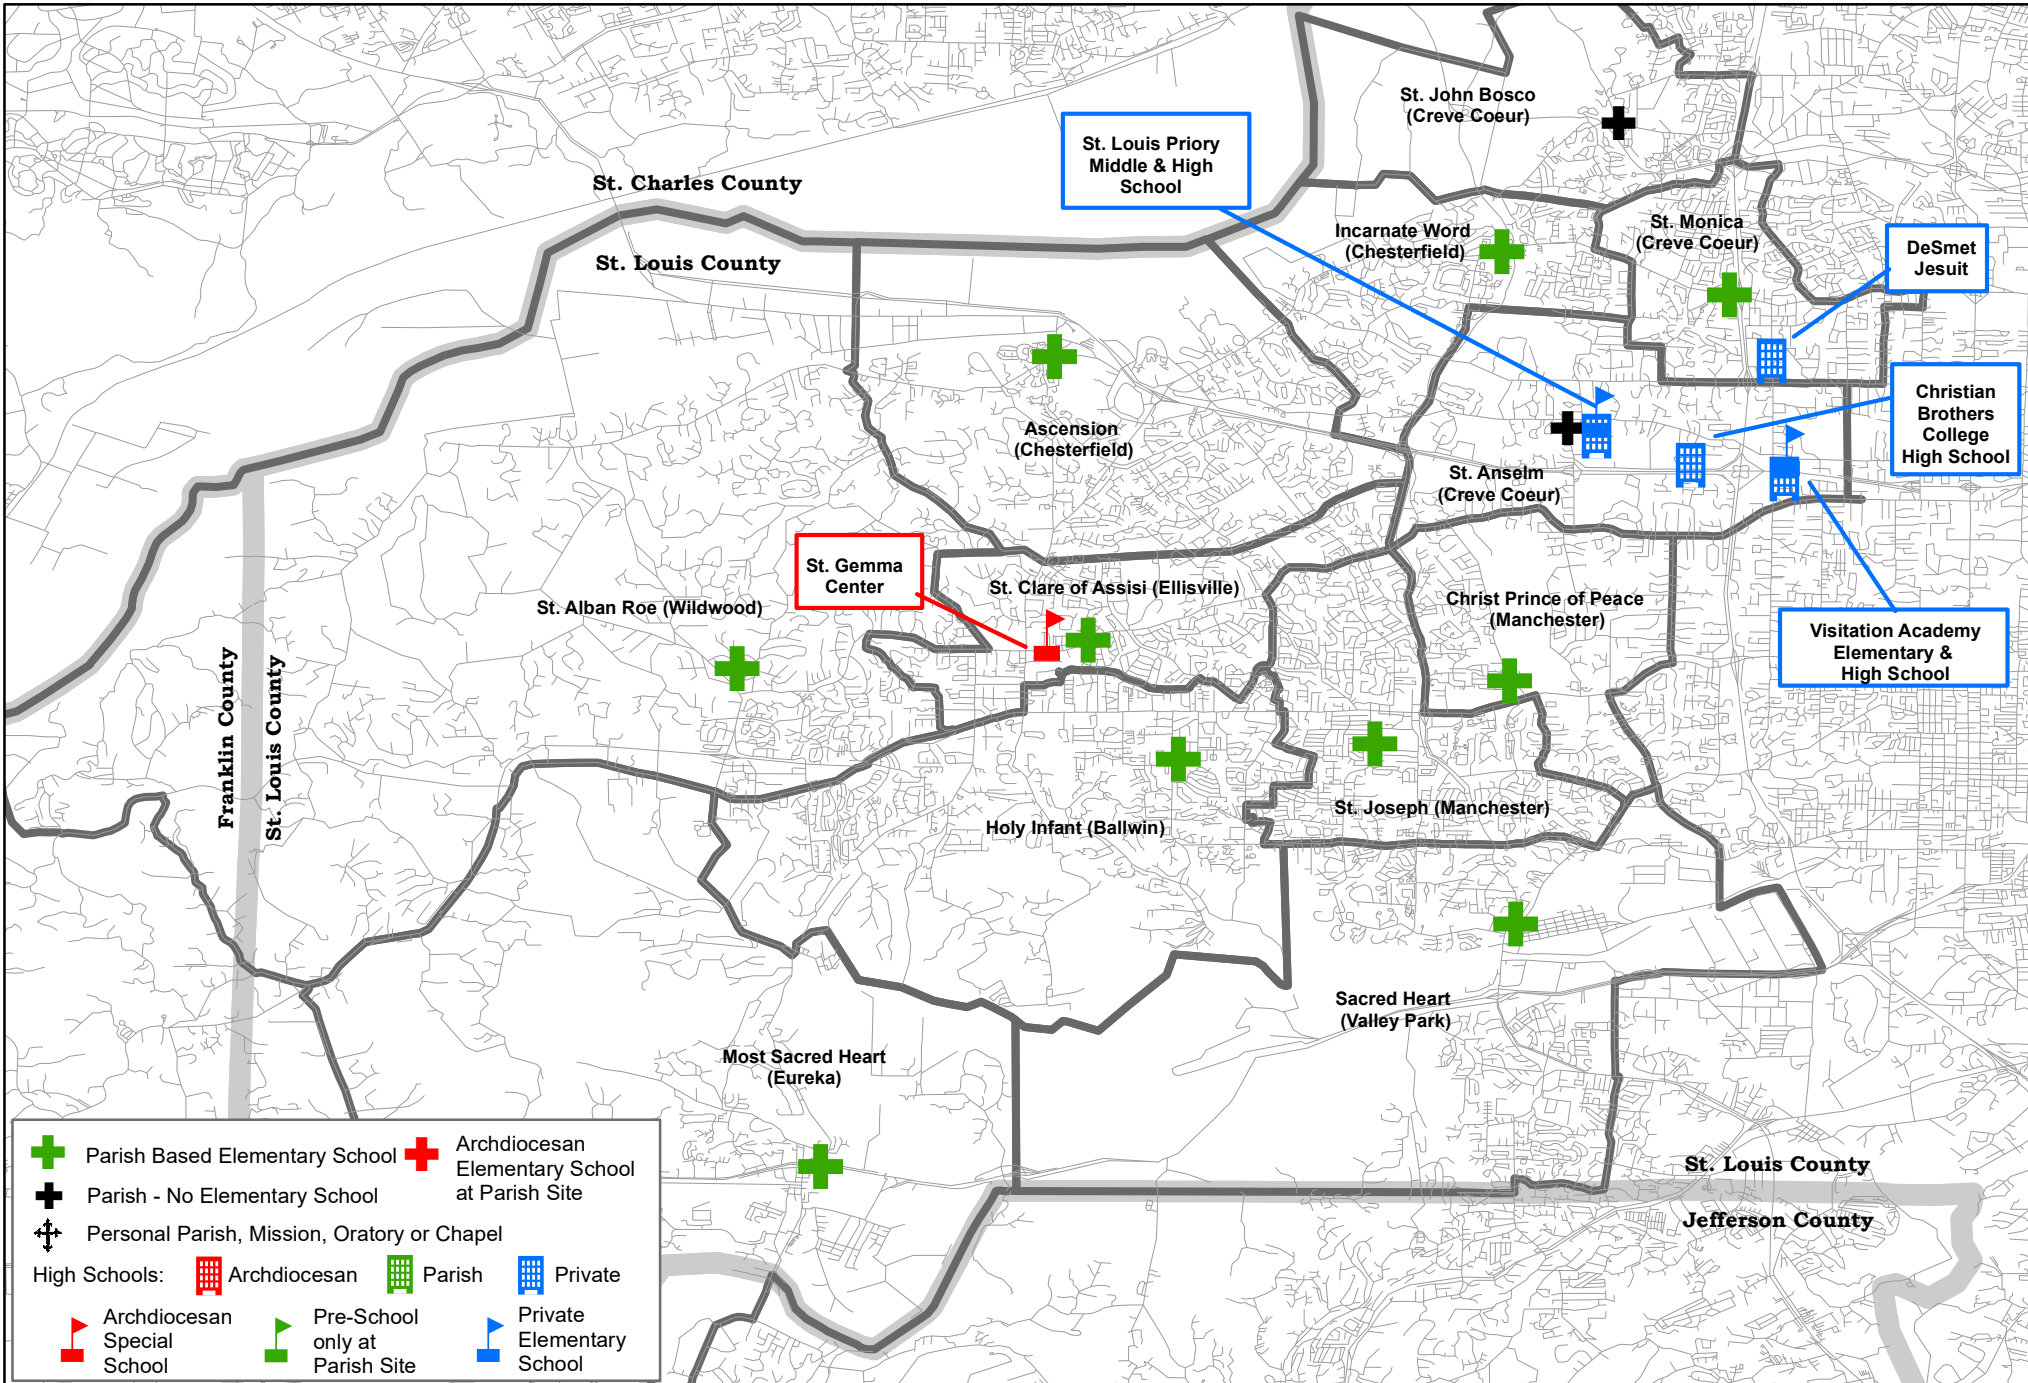 St. John Bosco
(Creve Coeur)
St. Louis Priory
Middle & High
School
St. Charles County
St. Louis County
Incarnate Word
(Chesterfield)
St. Monica
(Creve Coeur)
DeSmet
Jesuit
Christian
Brothers
College
High School
Ascension
(Chesterfield)
St. Anselm
(Creve Coeur)
St. Gemma
Center
St. Clare of Assisi (Ellisville)
St. Alban Roe (Wildwood)
Christ Prince of Peace
(Manchester)
Visitation Academy
Elementary &
High School
Franklin County
St. Louis County
St. Joseph (Manchester)
Holy Infant (Ballwin)
Sacred Heart
(Valley Park)
Most Sacred Heart
(Eureka)
St. Louis County
Jefferson County
Parish Based Elementary School
Archdiocesan
Elementary School
at Parish Site
Parish - No Elementary School
Personal Parish, Mission, Oratory or Chapel
High Schools:
Archdiocesan
Parish
Private
Archdiocesan
Special
School
Pre-School
only at
Parish Site
Private
Elementary
School